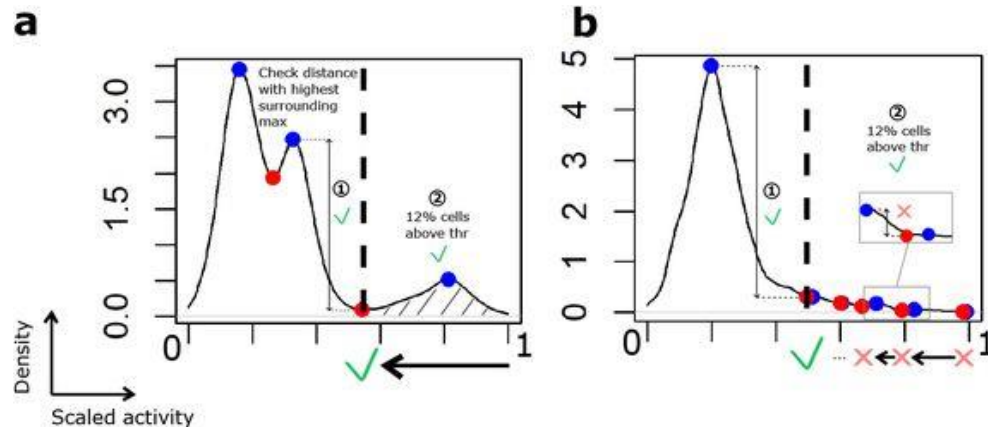 a
b
Check distance
with highest
surrounding
max
①
②
12% cells
above thr
3.0
1.5
0.0
0
1
Density
Scaled activity
②
12% cells
above thr
①
5
4
3
2
1
0
0
...
1